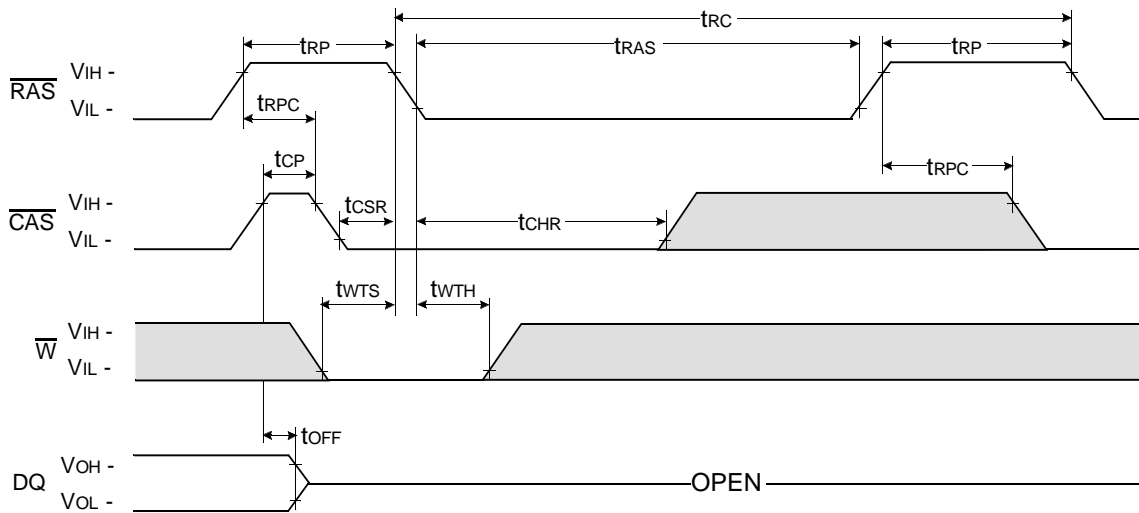 tRC
tRP
tRAS
tRP
RAS
VIH -
VIL -
tRPC
tCP
tRPC
CAS
VIH -
VIL -
tCSR
tCHR
tWTS
tWTH
W
VIH -
VIL -
tOFF
DQ
VOH -
VOL -
OPEN